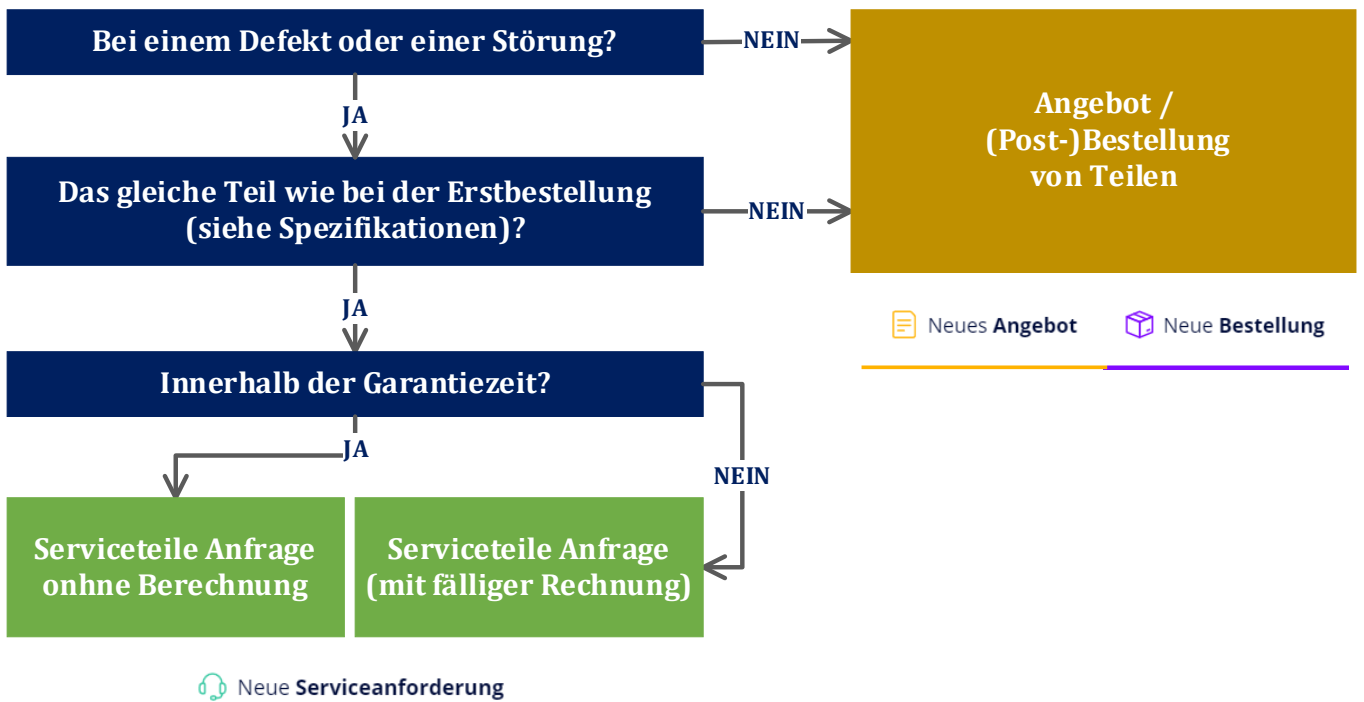 Bei einem Defekt oder einer Störung?
NEIN
Angebot /
(Post-)Bestellung
von Teilen
JA
Das gleiche Teil wie bei der Erstbestellung
(siehe Spezifikationen)?
NEIN
JA
Neues Angebot
Neue Bestellung
Innerhalb der Garantiezeit?
JA
NEIN
Serviceteile Anfrage
onhne Berechnung
Serviceteile Anfrage
(mit fälliger Rechnung)
Neue Serviceanforderung